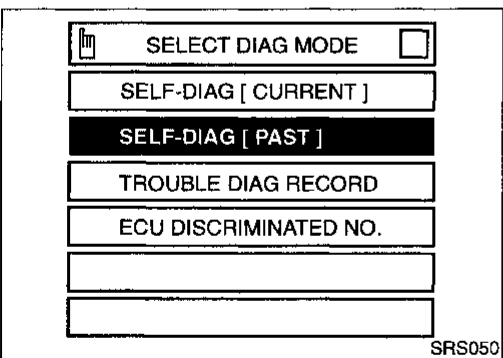 SELECT DIAG MODE
SELF-DIAG [ CURRENT ]
SELF-DIAG [ PAST ]
TROUBLE DIAG RECORD
ECU DISCRIMINATED NO.
SRS050